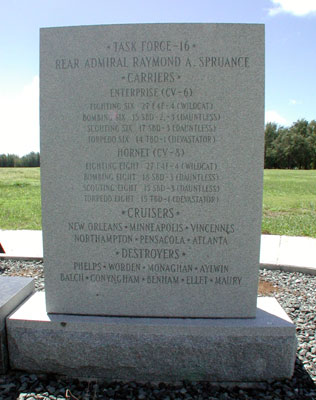 • TASK FORCE-16 •
REAR ADMIRAL RAYMOND A. SPRUANCE
• CARRIERS •
ENTERPRISE (CV-6)
FIGHTING SIX 27 F4F-4 (WILDCAT)
BOMBING SIX 15 SBD-2,-3 (DAUNTLESS)
SCOUTING SIX 17 SBD-3 (DAUNTLESS)
TORPEDO SIX 14 TBD-1 (DEVASTATOR)
HORNET (CV-8)
FIGHTING EIGHT 27 F4F-4 (WILDCAT)
BOMBING EIGHT SBD-3 (DAUNTLESS)
SCOUTING EIGHT SBD-3 (DAUNTLESS)
TORPEDO EIGHT 15 TBD-1 (DEVASTATOR)
• CRUISERS •
NEW ORLEANS • MINNEAPOLIS • VINCENNES
NORTHAMPTON • PENSACOLA • ATLANTA
• DESTROYERS •
PHELPS • WORDEN • MONAGHAN • AYLWIN
BALCH • CONYNGHAM • BENHAM • ELLET • MAURY